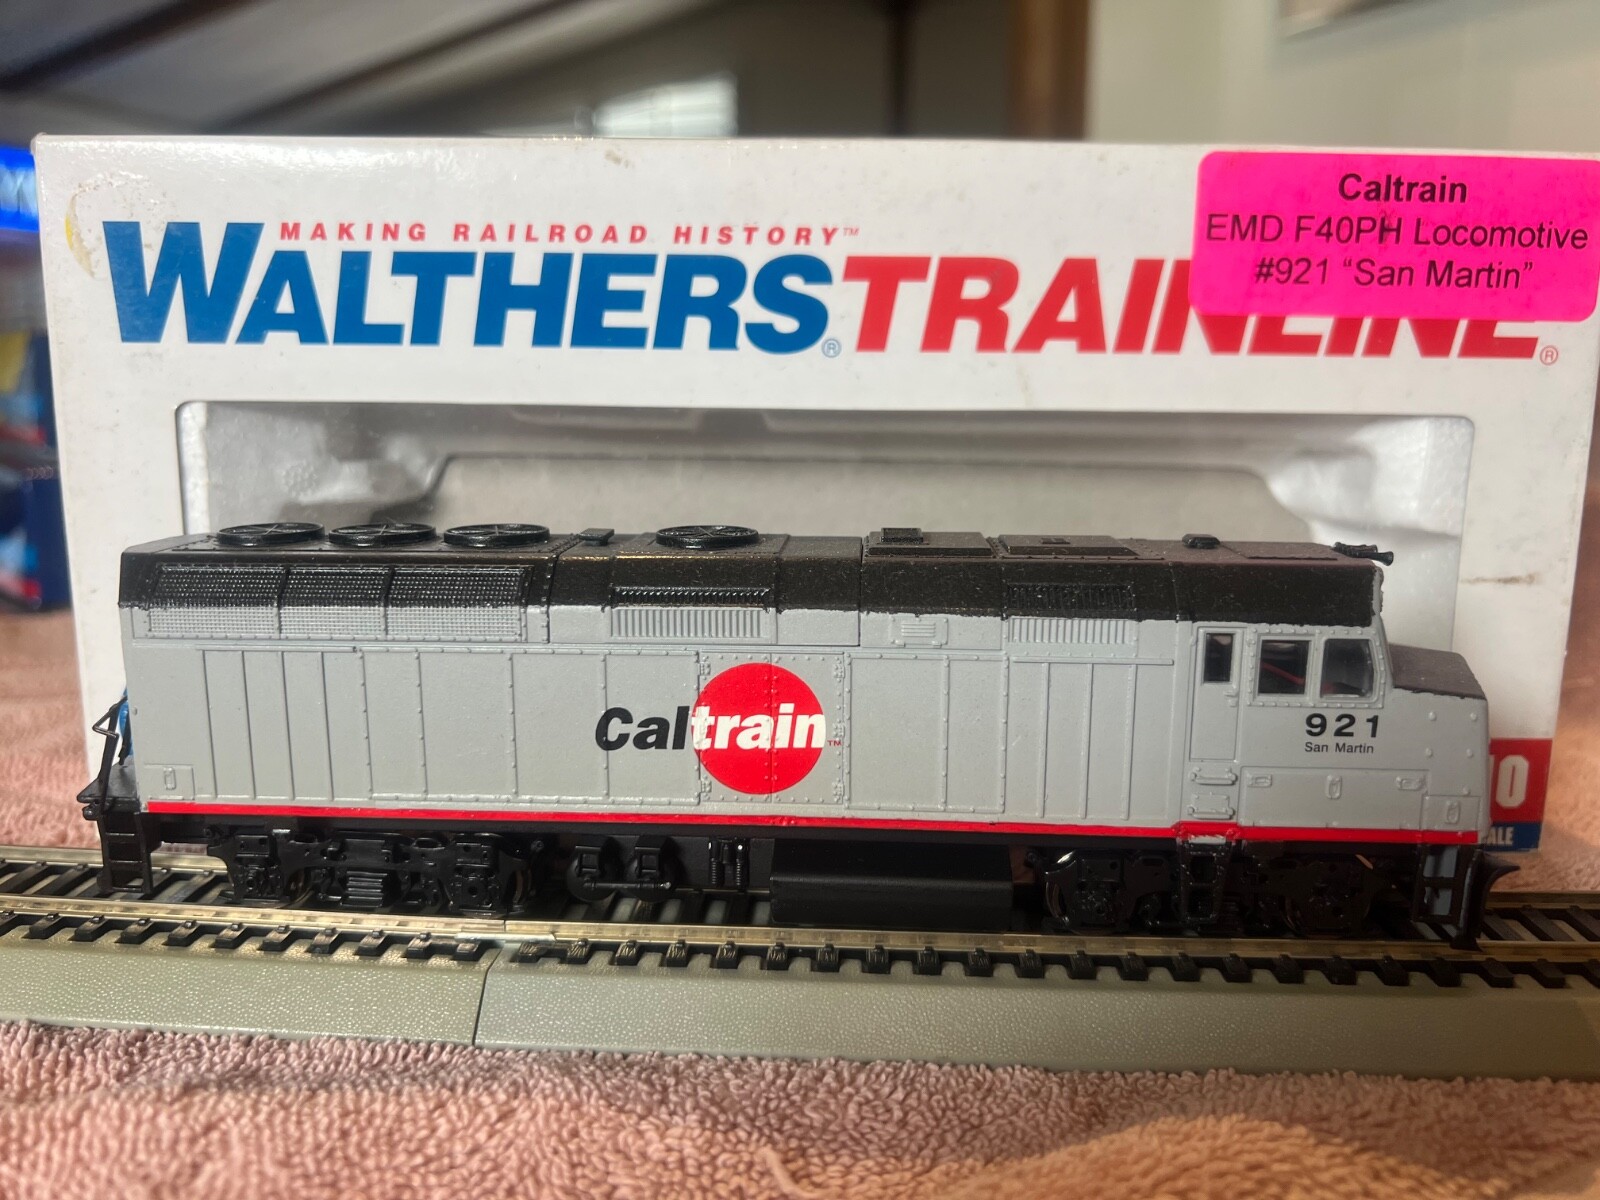 MAKING RAILROAD HISTORY™
WALTHERS® TRAINLINE®
Caltrain
EMD F40PH Locomotive
#921 “San Martin”
Caltrain™
921
San Martin